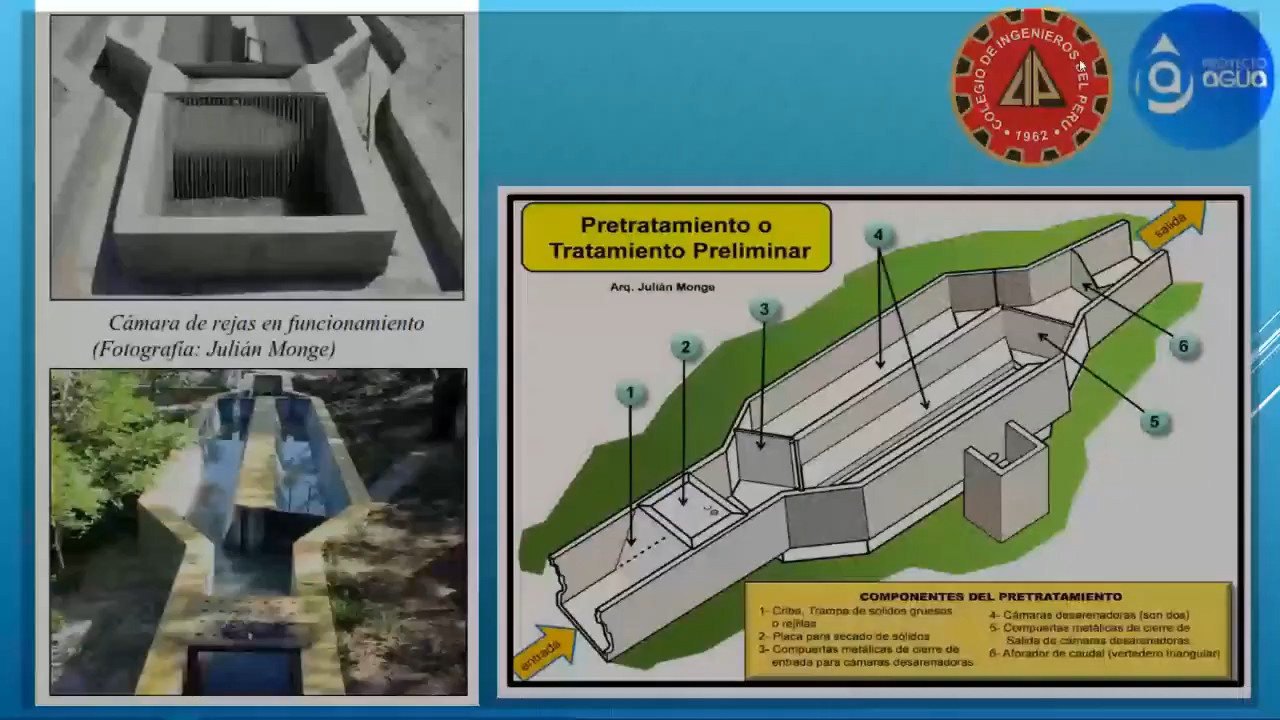 COLEGIO DE INGENIEROS DEL PERU
• 1962 •
PROYECTO
AGUA
Cámara de rejas en funcionamiento
(Fotografía: Julián Monge)
Pretratamiento o
Tratamiento Preliminar
Arq. Julián Monge
salida
4
3
2
1
6
5
entrada
COMPONENTES DEL PRETRATAMIENTO
1- Criba, Trampa de sólidos gruesos
o rejillas
2- Placa para secado de sólidos
3- Compuertas metálicas de cierre de
entrada para cámaras desarenadoras
4- Cámaras desarenadoras (son dos)
5- Compuertas metálicas de cierre de
Salida de cámaras desarenadoras
6- Aforador de caudal (vertedero triangular)